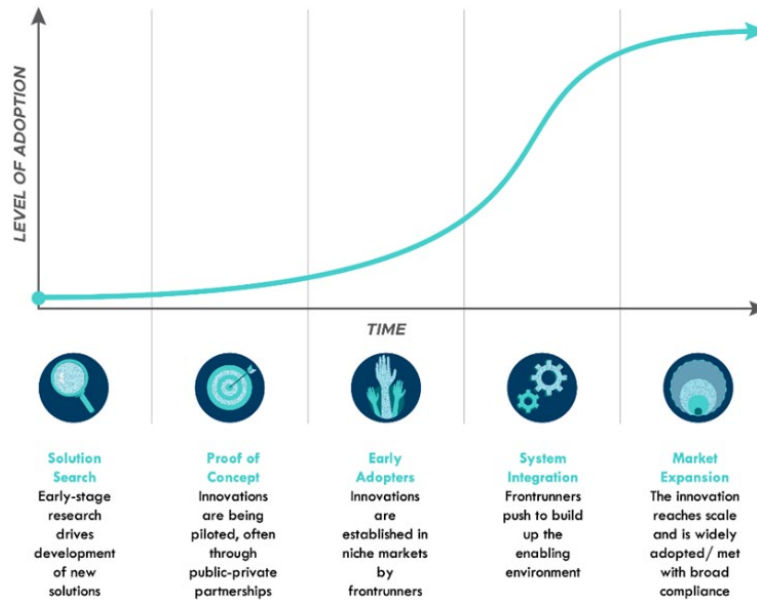 LEVEL OF ADOPTION
TIME
Solution
Search
Early-stage
research
drives
development
of new
solutions
Proof of
Concept
Innovations
are being
piloted, often
through
public-private
partnerships
Early
Adopters
Innovations
are
established in
niche markets
by
frontrunners
System
Integration
Frontrunners
push to build
up the
enabling
environment
Market
Expansion
The innovation
reaches scale
and is widely
adopted/ met
with broad
compliance